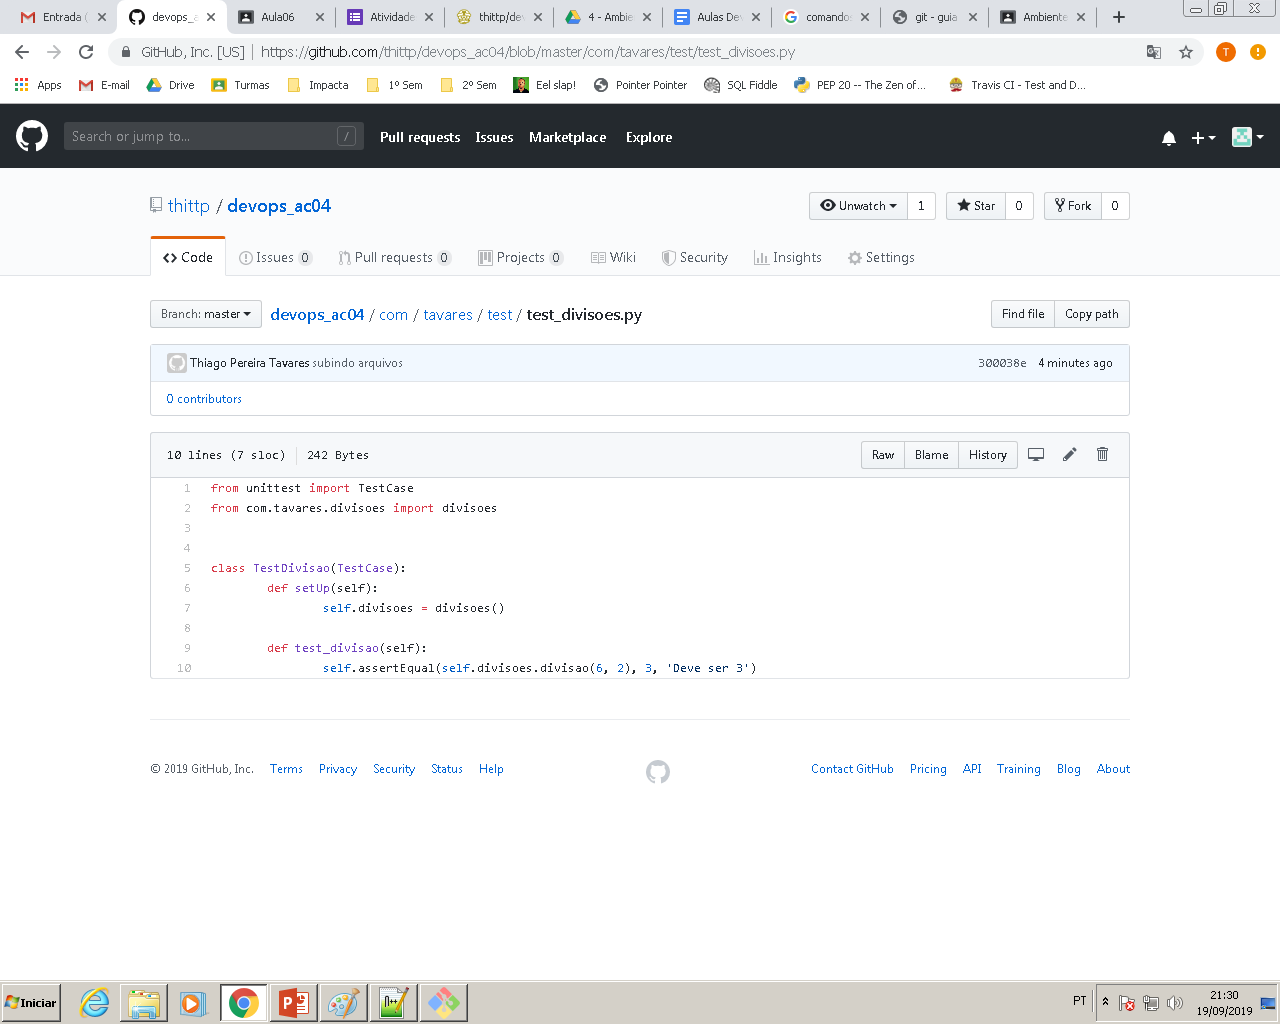 Entrada (
devops_a
Aula06
Atividade
thittp/de
4 - Ambie
Aulas De
comando
git - guia
Ambiente
GitHub, Inc. [US] | https://github.com/thittp/devops_ac04/blob/master/com/tavares/test/test_divisoes.py
T
Apps E-mail Drive Turmas Impacta 1º Sem 2º Sem Eel slap! Pointer Pointer SQL Fiddle PEP 20 -- The Zen of... Travis CI - Test and D...
Search or jump to... / Pull requests Issues Marketplace Explore
thittp / devops_ac04
Unwatch 1 Star 0 Fork 0
Code Issues 0 Pull requests 0 Projects 0 Wiki Security Insights Settings
Branch: master devops_ac04 / com / tavares / test / test_divisoes.py Find file Copy path
Thiago Pereira Tavares subindo arquivos 300038e 4 minutes ago
0 contributors
10 lines (7 sloc) 242 Bytes Raw Blame History
1 from unittest import TestCase
2 from com.tavares.divisoes import divisoes
3
4
5 class TestDivisao(TestCase):
6 def setUp(self):
7 self.divisoes = divisoes()
8
9 def test_divisao(self):
10 self.assertEqual(self.divisoes.divisao(6, 2), 3, 'Deve ser 3')
© 2019 GitHub, Inc. Terms Privacy Security Status Help Contact GitHub Pricing API Training Blog About
Iniciar
PT
21:30
19/09/2019